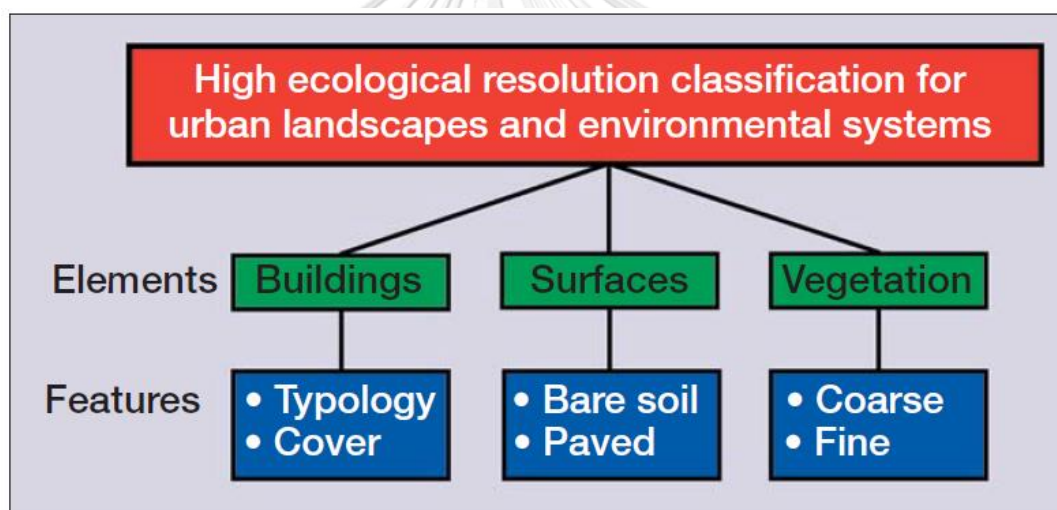 High ecological resolution classification for
urban landscapes and environmental systems
Elements Buildings Surfaces Vegetation
Features • Typology • Bare soil • Coarse
• Cover • Paved • Fine